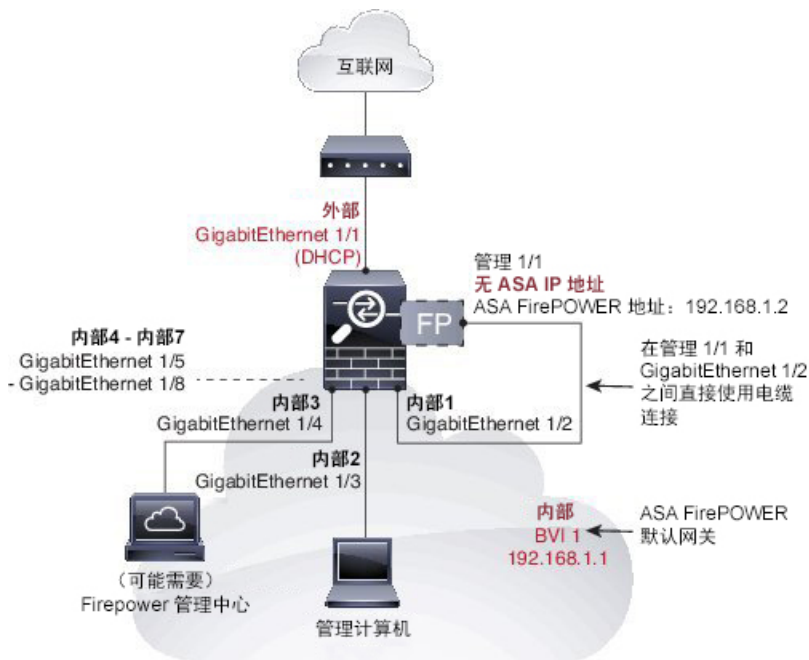 互联网
外部
GigabitEthernet 1/1
(DHCP)
管理 1/1
无 ASA IP 地址
ASA FirePOWER 地址：192.168.1.2
FP
内部4 - 内部7
GigabitEthernet 1/5
- GigabitEthernet 1/8
在管理 1/1 和
GigabitEthernet 1/2
之间直接使用电缆
连接
内部3
GigabitEthernet 1/4
内部1
GigabitEthernet 1/2
内部2
GigabitEthernet 1/3
内部
BVI 1
192.168.1.1
ASA FirePOWER
默认网关
（可能需要）
Firepower 管理中心
管理计算机